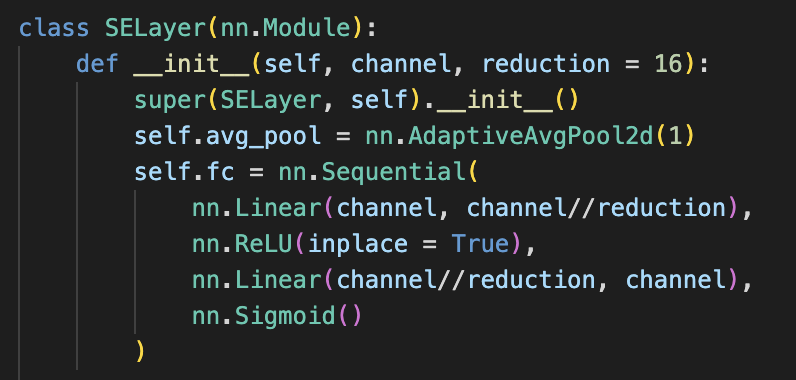 class SELayer(nn.Module):
    def __init__(self, channel, reduction = 16):
        super(SELayer, self).__init__()
        self.avg_pool = nn.AdaptiveAvgPool2d(1)
        self.fc = nn.Sequential(
            nn.Linear(channel, channel//reduction),
            nn.ReLU(inplace = True),
            nn.Linear(channel//reduction, channel),
            nn.Sigmoid()
        )